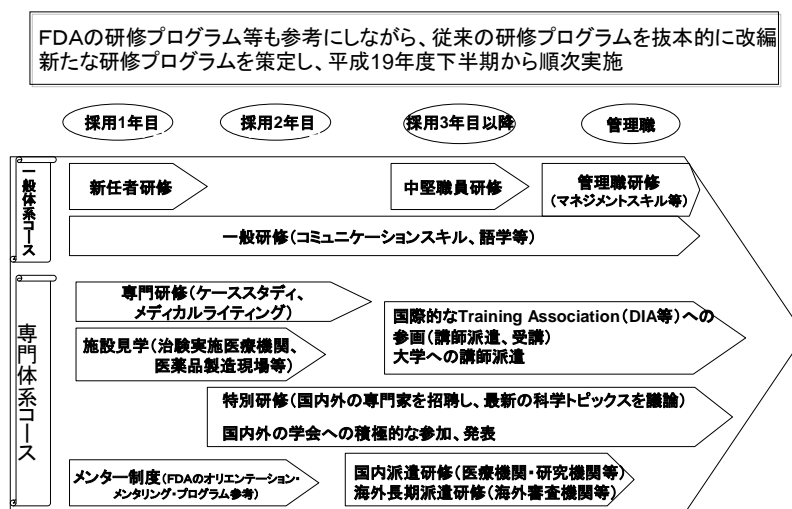 FDAの研修プログラム等も参考にしながら、従来の研修プログラムを抜本的に改編
新たな研修プログラムを策定し、平成19年度下半期から順次実施
採用1年目
採用2年目
採用3年目以降
管理職
一般体系コース
新任者研修
中堅職員研修
管理職研修
(マネジメントスキル等)
一般研修(コミュニケーションスキル、語学等)
専門体系コース
専門研修(ケーススタディ、
メディカルライティング)
施設見学(治験実施医療機関、
医薬品製造現場等)
国際的なTraining Association(DIA等)への
参画(講師派遣、受講)
大学への講師派遣
特別研修(国内外の専門家を招聘し、最新の科学トピックスを議論)
国内外の学会への積極的な参加、発表
メンター制度(FDAのオリエンテーション・
メンタリング・プログラム参考)
国内派遣研修(医療機関・研究機関等)
海外長期派遣研修(海外審査機関等)